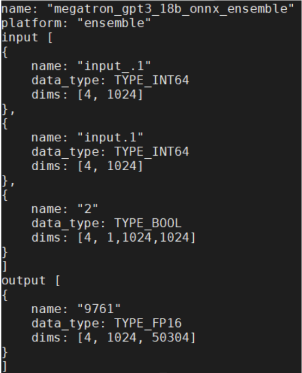 name: "megatron_gpt3_18b_onnx_ensemble"
platform: "ensemble"
input [
{
    name: "input_.1"
    data_type: TYPE_INT64
    dims: [4, 1024]
},
{
    name: "input.1"
    data_type: TYPE_INT64
    dims: [4, 1024]
},
{
    name: "2"
    data_type: TYPE_BOOL
    dims: [4, 1,1024,1024]
}
]
output [
{
    name: "9761"
    data_type: TYPE_FP16
    dims: [4, 1024, 50304]
}
]